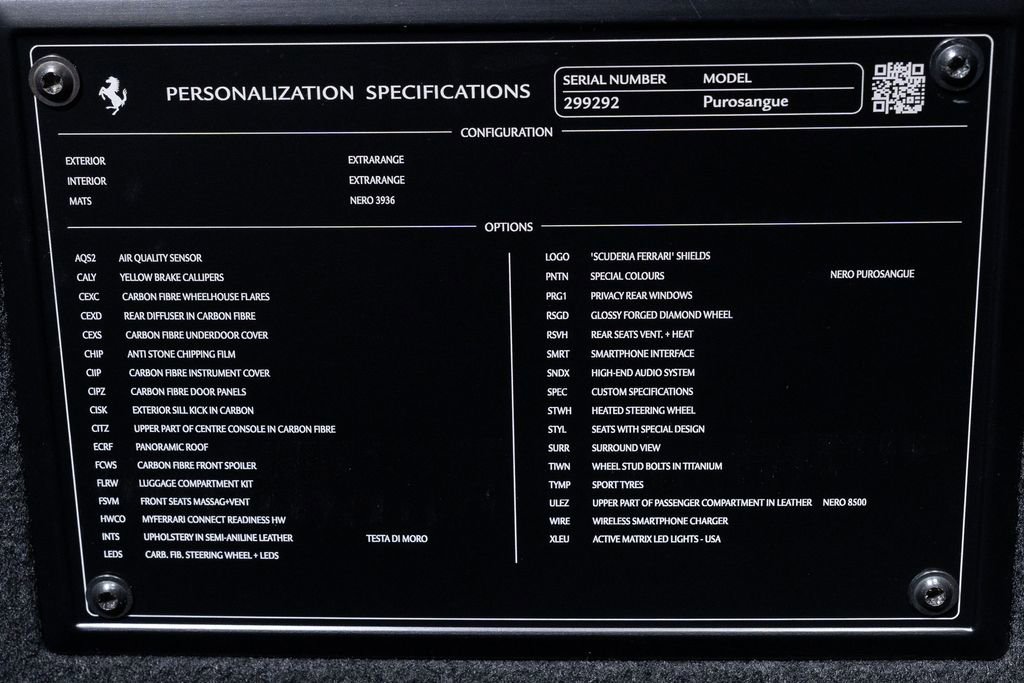 PERSONALIZATION SPECIFICATIONS
SERIAL NUMBER MODEL
299292 Purosangue
CONFIGURATION
EXTERIOR EXTRARANGE
INTERIOR EXTRARANGE
MATS NERO 3936
OPTIONS
AQS2 AIR QUALITY SENSOR
CALY YELLOW BRAKE CALLIPERS
CEXC CARBON FIBRE WHEELHOUSE FLARES
CEXD REAR DIFFUSER IN CARBON FIBRE
CEXS CARBON FIBRE UNDERDOOR COVER
CHIP ANTI STONE CHIPPING FILM
CIIP CARBON FIBRE INSTRUMENT COVER
CIPZ CARBON FIBRE DOOR PANELS
CISK EXTERIOR SILL KICK IN CARBON
CITZ UPPER PART OF CENTRE CONSOLE IN CARBON FIBRE
ECRF PANORAMIC ROOF
FCWS CARBON FIBRE FRONT SPOILER
FLRW LUGGAGE COMPARTMENT KIT
FSVM FRONT SEATS MASSAG+VENT
HWCO MYFERRARI CONNECT READINESS HW
INTS UPHOLSTERY IN SEMI-ANILINE LEATHER TESTA DI MORO
LEDS CARB. FIB. STEERING WHEEL + LEDS
LOGO 'SCUDERIA FERRARI' SHIELDS
PNTN SPECIAL COLOURS NERO PUROSANGUE
PRG1 PRIVACY REAR WINDOWS
RSGD GLOSSY FORGED DIAMOND WHEEL
RSVH REAR SEATS VENT. + HEAT
SMRT SMARTPHONE INTERFACE
SNDX HIGH-END AUDIO SYSTEM
SPEC CUSTOM SPECIFICATIONS
STWH HEATED STEERING WHEEL
STYL SEATS WITH SPECIAL DESIGN
SURR SURROUND VIEW
TIWN WHEEL STUD BOLTS IN TITANIUM
TYMP SPORT TYRES
ULEZ UPPER PART OF PASSENGER COMPARTMENT IN LEATHER NERO 8500
WIRE WIRELESS SMARTPHONE CHARGER
XLEU ACTIVE MATRIX LED LIGHTS - USA